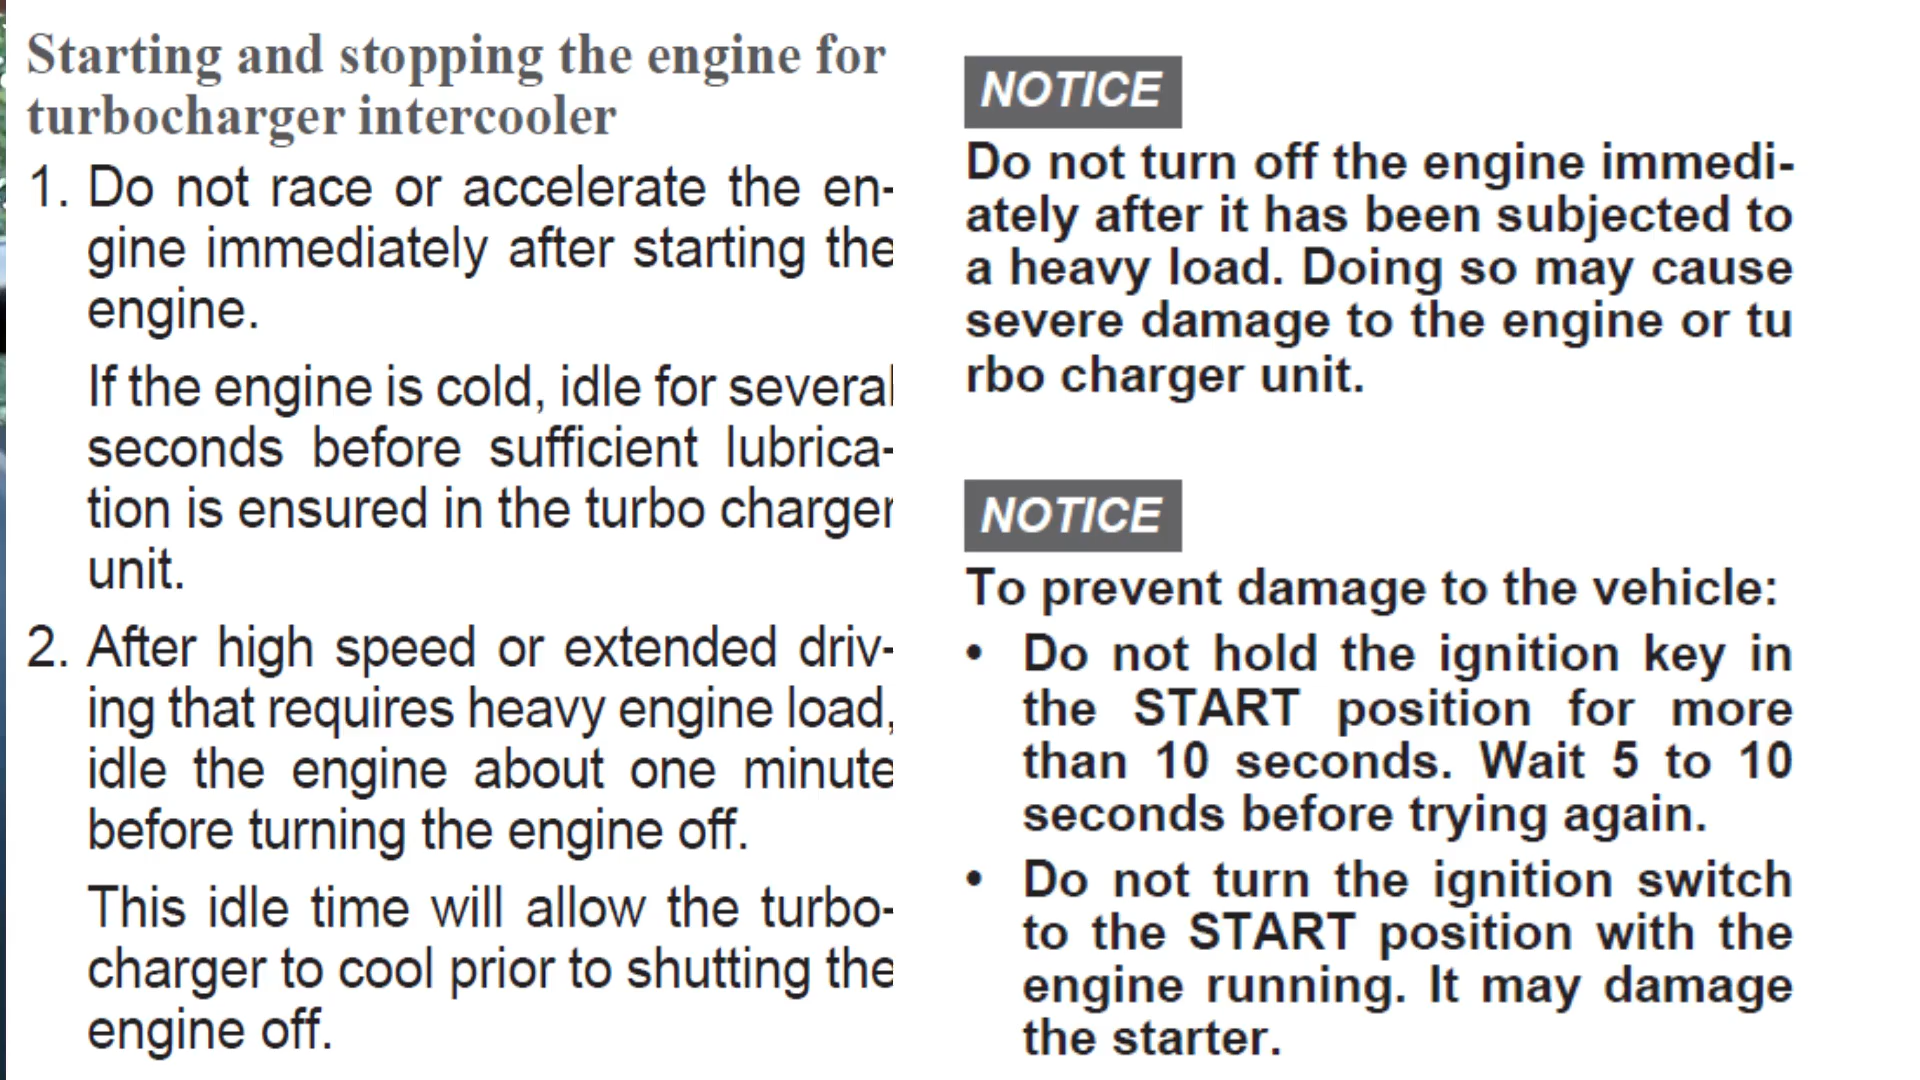 Starting and stopping the engine for
turbocharger intercooler
1. Do not race or accelerate the en-
gine immediately after starting the
engine.
If the engine is cold, idle for several
seconds before sufficient lubrica-
tion is ensured in the turbo charger
unit.
2. After high speed or extended driv-
ing that requires heavy engine load,
idle the engine about one minute
before turning the engine off.
This idle time will allow the turbo-
charger to cool prior to shutting the
engine off.
NOTICE
Do not turn off the engine immedi-
ately after it has been subjected to
a heavy load. Doing so may cause
severe damage to the engine or tu
rbo charger unit.
NOTICE
To prevent damage to the vehicle:
• Do not hold the ignition key in
the START position for more
than 10 seconds. Wait 5 to 10
seconds before trying again.
• Do not turn the ignition switch
to the START position with the
engine running. It may damage
the starter.